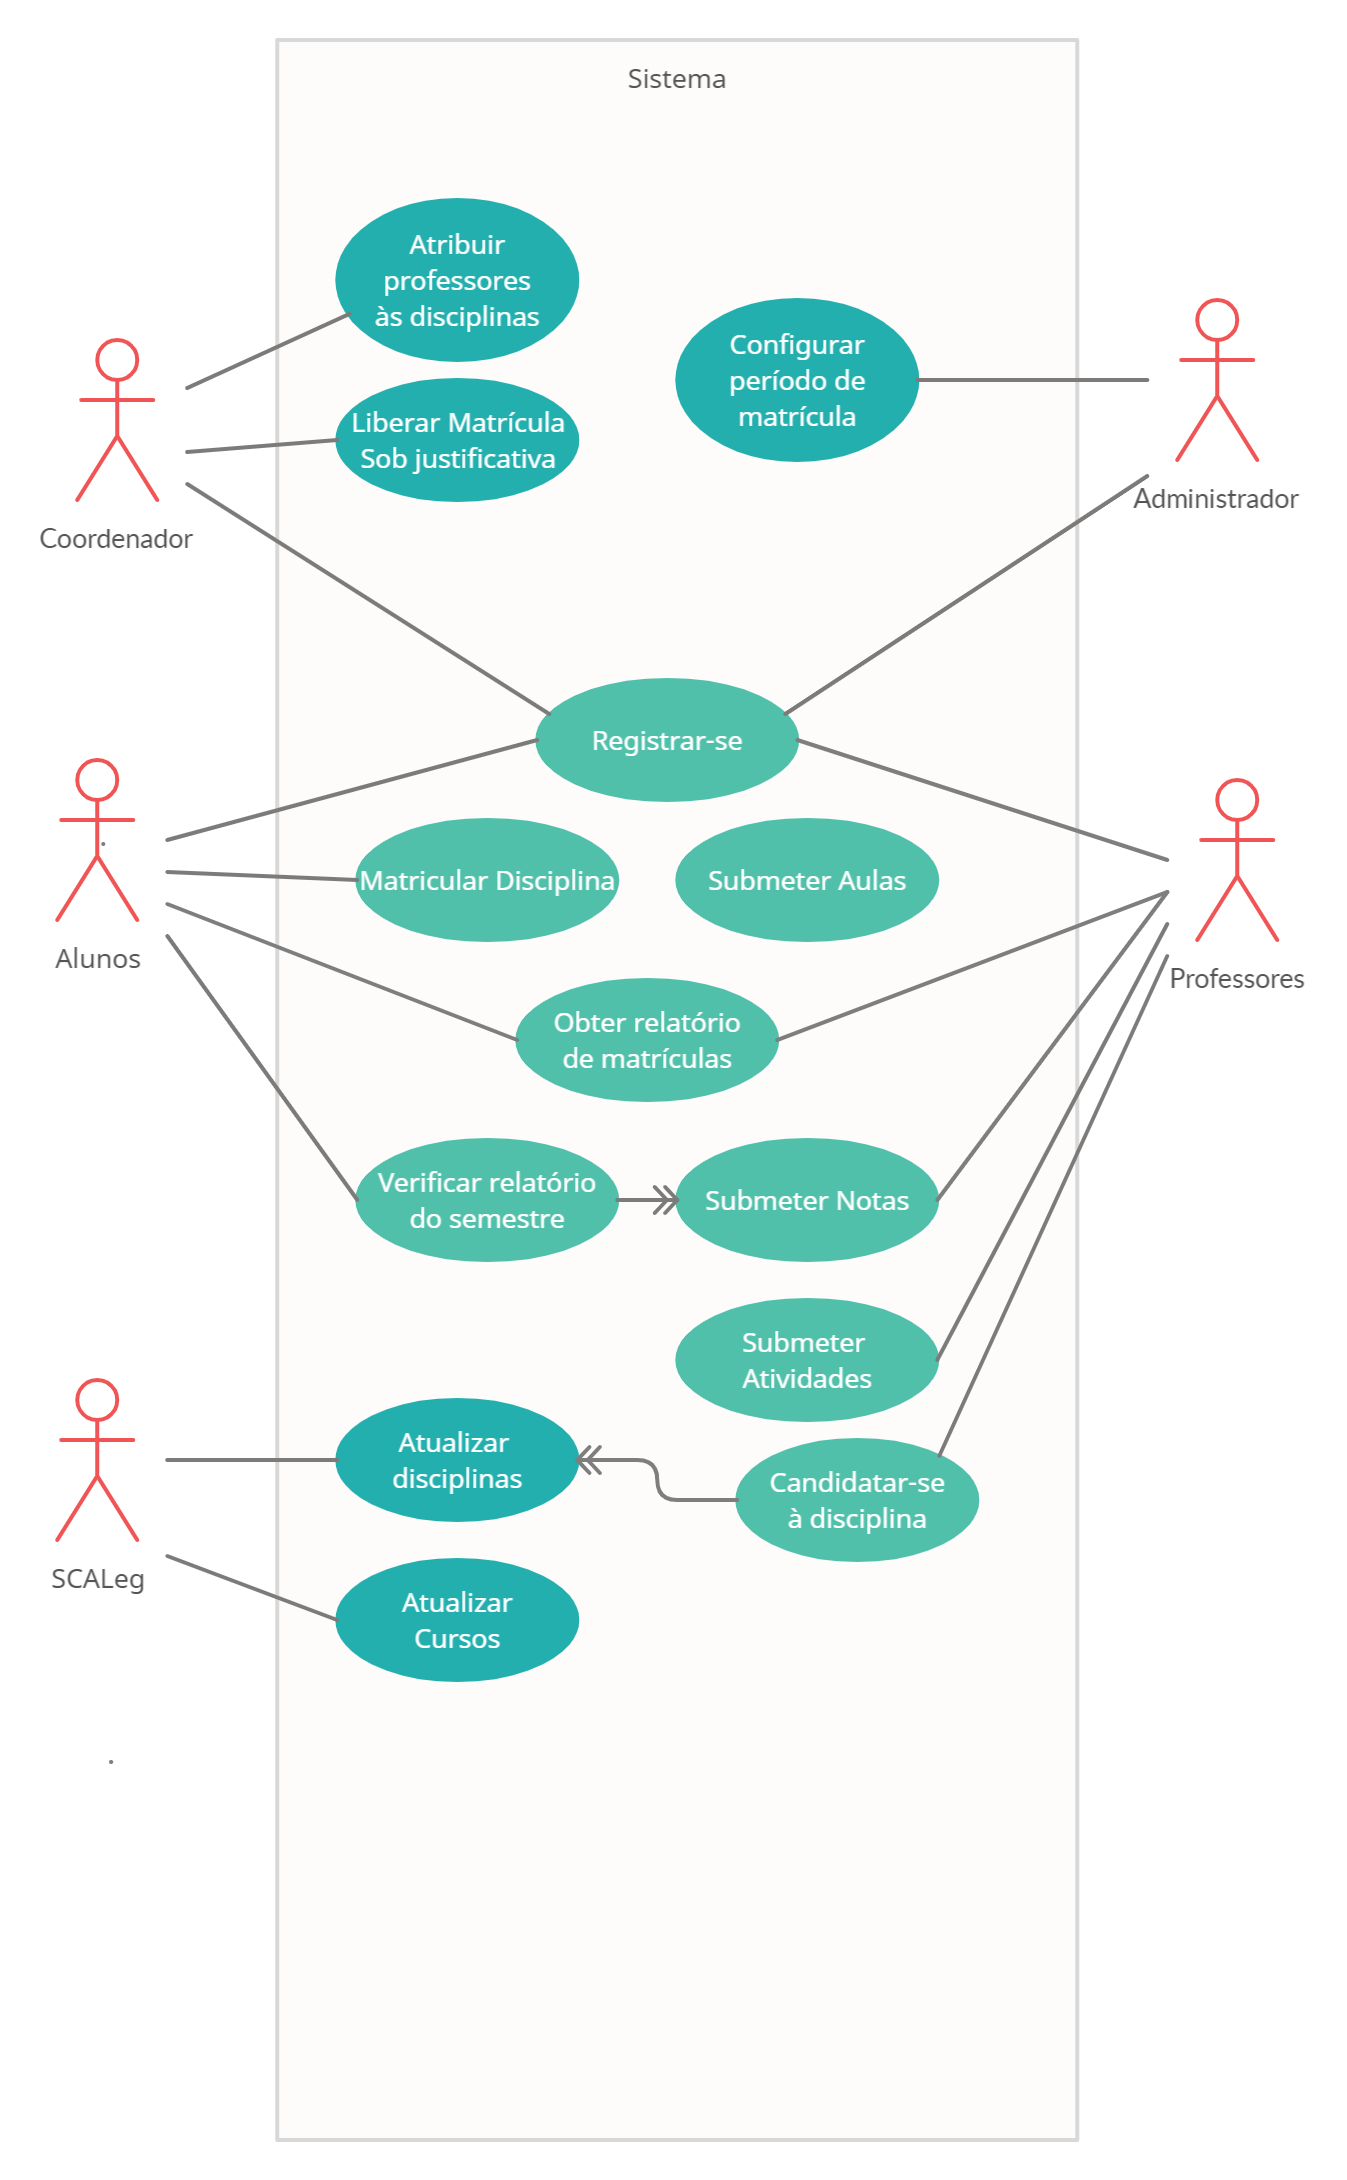 Sistema
Atribuir
professores
às disciplinas
Configurar
período de
matrícula
Liberar Matrícula
Sob justificativa
Coordenador
Administrador
Registrar-se
Matricular Disciplina
Submeter Aulas
Alunos
Professores
Obter relatório
de matrículas
Verificar relatório
do semestre
Submeter Notas
Submeter
Atividades
Atualizar
disciplinas
Candidatar-se
à disciplina
SCALeg
Atualizar
Cursos